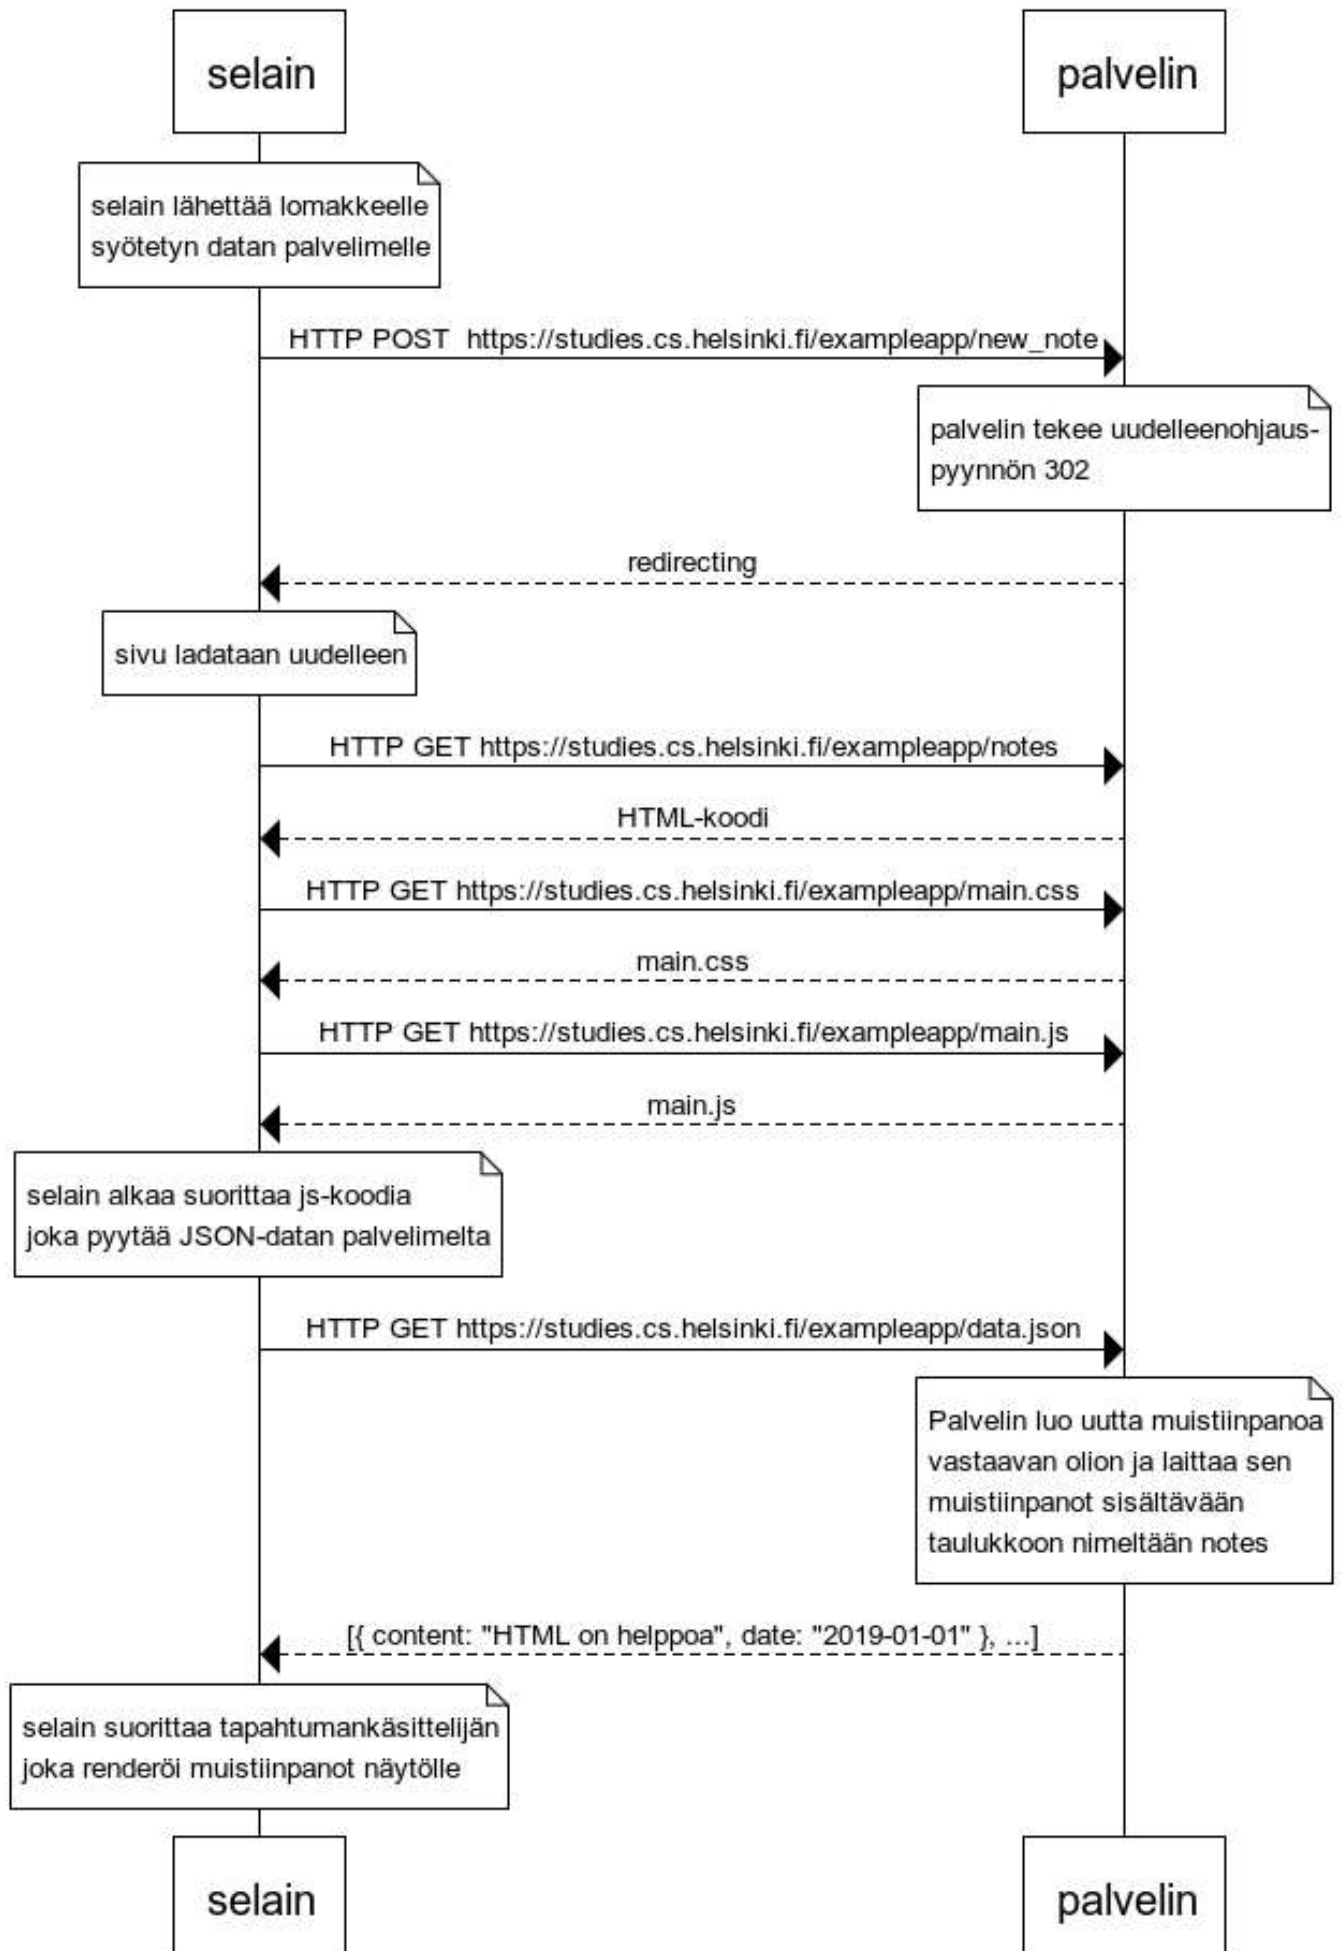 selain
palvelin
selain lähettää lomakkeelle
syötetyn datan palvelimelle
HTTP POST  https://studies.cs.helsinki.fi/exampleapp/new_note
palvelin tekee uudelleenohjaus-
pyynnön 302
redirecting
sivu ladataan uudelleen
HTTP GET https://studies.cs.helsinki.fi/exampleapp/notes
HTML-koodi
HTTP GET https://studies.cs.helsinki.fi/exampleapp/main.css
main.css
HTTP GET https://studies.cs.helsinki.fi/exampleapp/main.js
main.js
selain alkaa suorittaa js-koodia
joka pyytää JSON-datan palvelimelta
HTTP GET https://studies.cs.helsinki.fi/exampleapp/data.json
Palvelin luo uutta muistiinpanoa
vastaavan olion ja laittaa sen
muistiinpanot sisältävään
taulukkoon nimeltään notes
[{ content: "HTML on helppoa", date: "2019-01-01" }, ...]
selain suorittaa tapahtumankäsittelijän
joka renderöi muistiinpanot näytölle
selain
palvelin